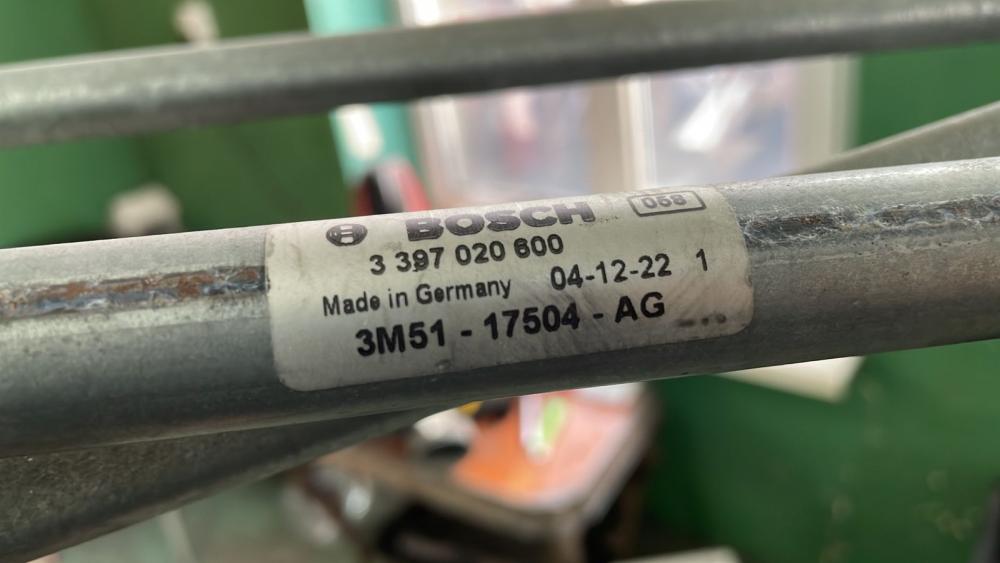 BOSCH 068
3 397 020 600
Made in Germany 04-12-22 1
3M51 - 17504 - AG